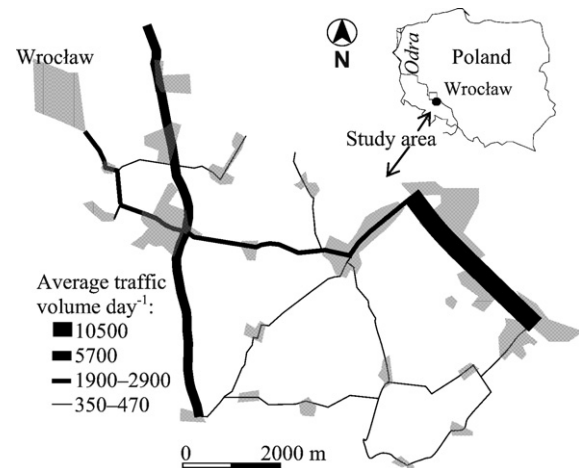 Wrocław
N
Odra
Poland
Wrocław
Study area
Average traffic
volume day⁻¹:
10500
5700
1900–2900
350–470
0 2000 m